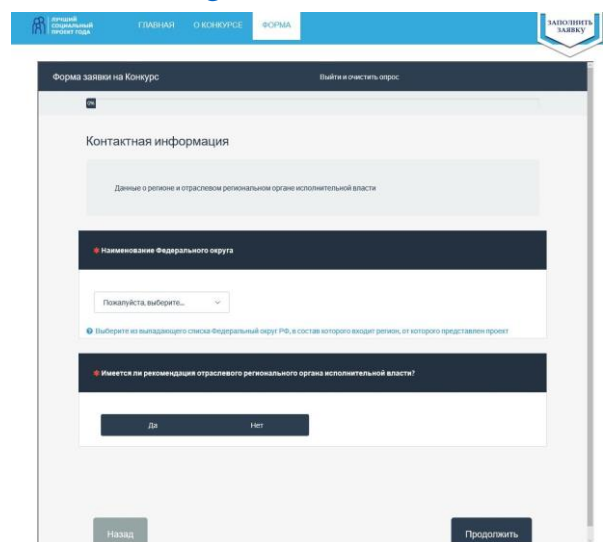 ЛУЧШИЙ
СОЦИАЛЬНЫЙ
ПРОЕКТ ГОДА
ГЛАВНАЯ
О КОНКУРСЕ
ФОРМА
ЗАПОЛНИТЬ
ЗАЯВКУ
Форма заявки на Конкурс
Выйти и очистить опрос
0%
Контактная информация
Данные о регионе и отраслевом региональном органе исполнительной власти
* Наименование Федерального округа
Пожалуйста, выберите...
Выберите из выпадающего списка Федеральный округ РФ, в состав которого входит регион, от которого представлен проект
* Имеется ли рекомендация отраслевого регионального органа исполнительной власти?
Да
Нет
Назад
Продолжить